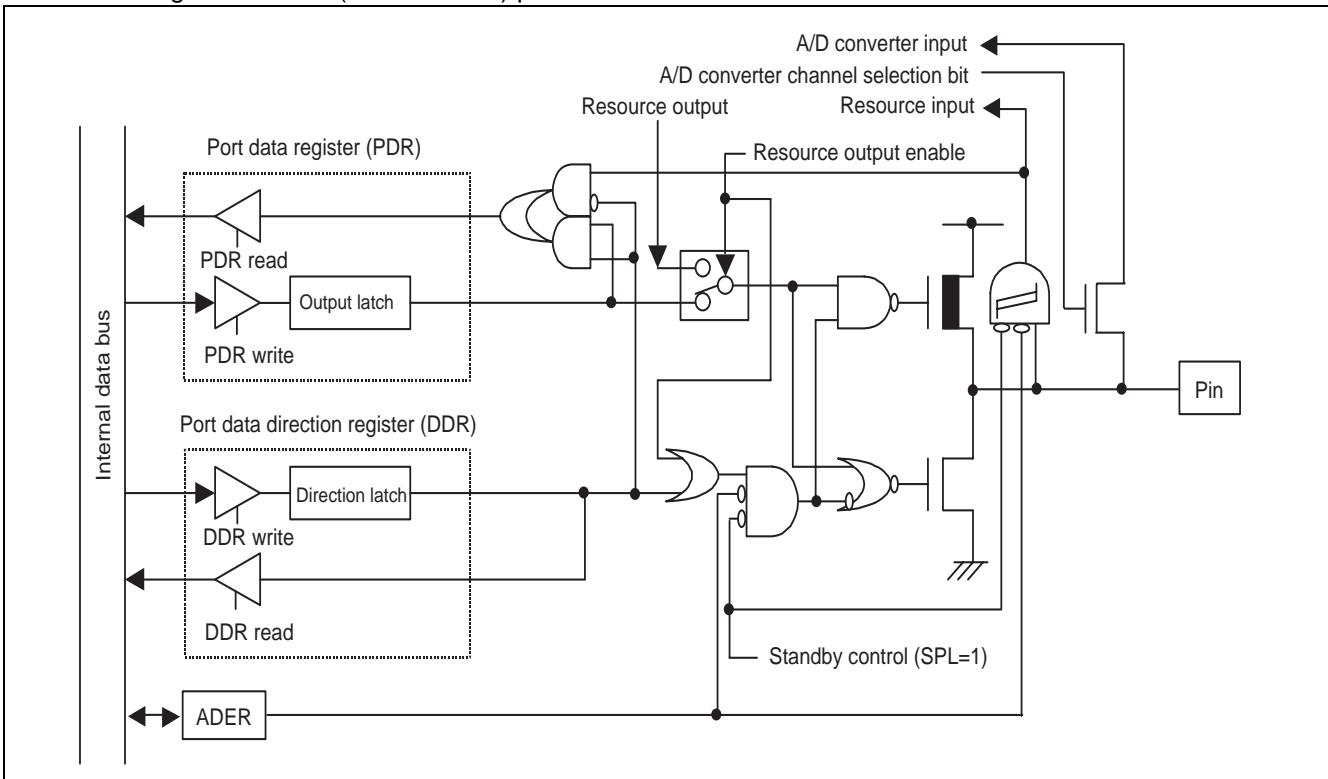 A/D converter input
A/D converter channel selection bit
Resource output
Resource input
Port data register (PDR)
Resource output enable
PDR read
Output latch
PDR write
Internal data bus
Pin
Port data direction register (DDR)
Direction latch
DDR write
DDR read
Standby control (SPL=1)
ADER